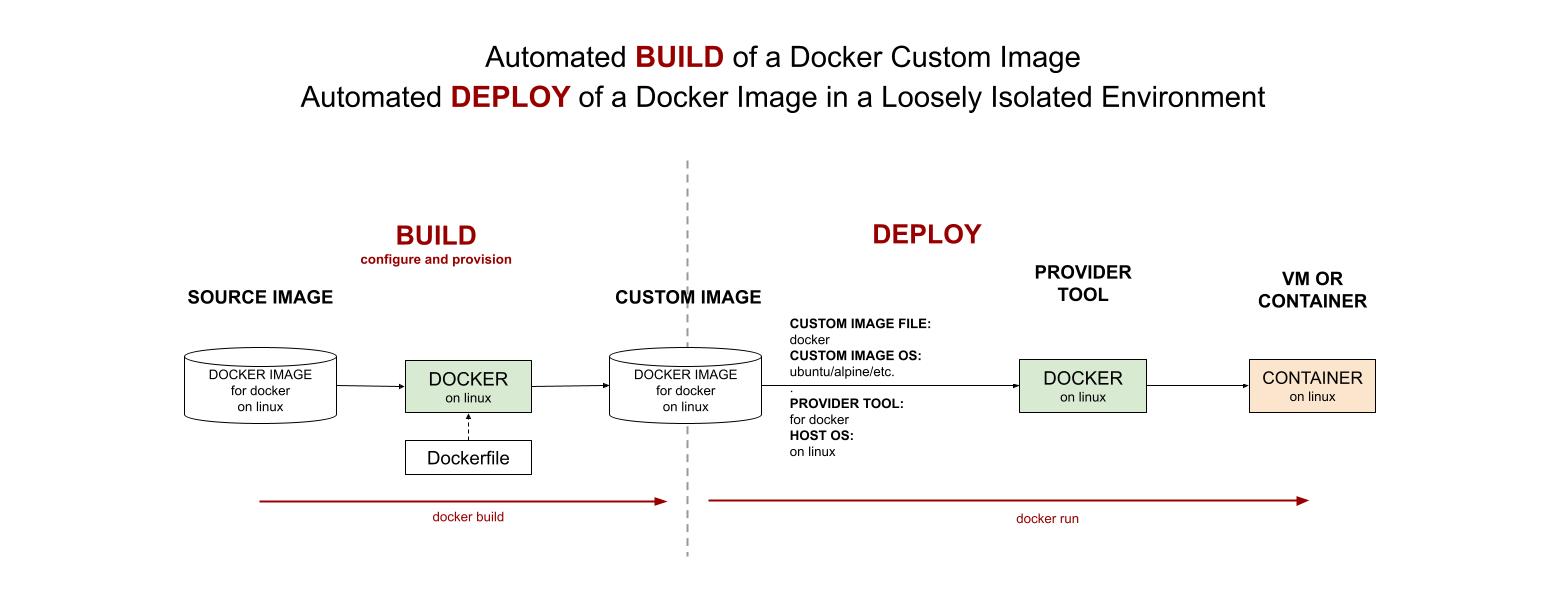 Automated BUILD of a Docker Custom Image
Automated DEPLOY of a Docker Image in a Loosely Isolated Environment
BUILD
configure and provision
DEPLOY
SOURCE IMAGE
CUSTOM IMAGE
PROVIDER
TOOL
VM OR
CONTAINER
DOCKER IMAGE
for docker
on linux
DOCKER
on linux
Dockerfile
DOCKER IMAGE
for docker
on linux
CUSTOM IMAGE FILE:
docker
CUSTOM IMAGE OS:
ubuntu/alpine/etc.
.
PROVIDER TOOL:
for docker
HOST OS:
on linux
DOCKER
on linux
CONTAINER
on linux
docker build
docker run